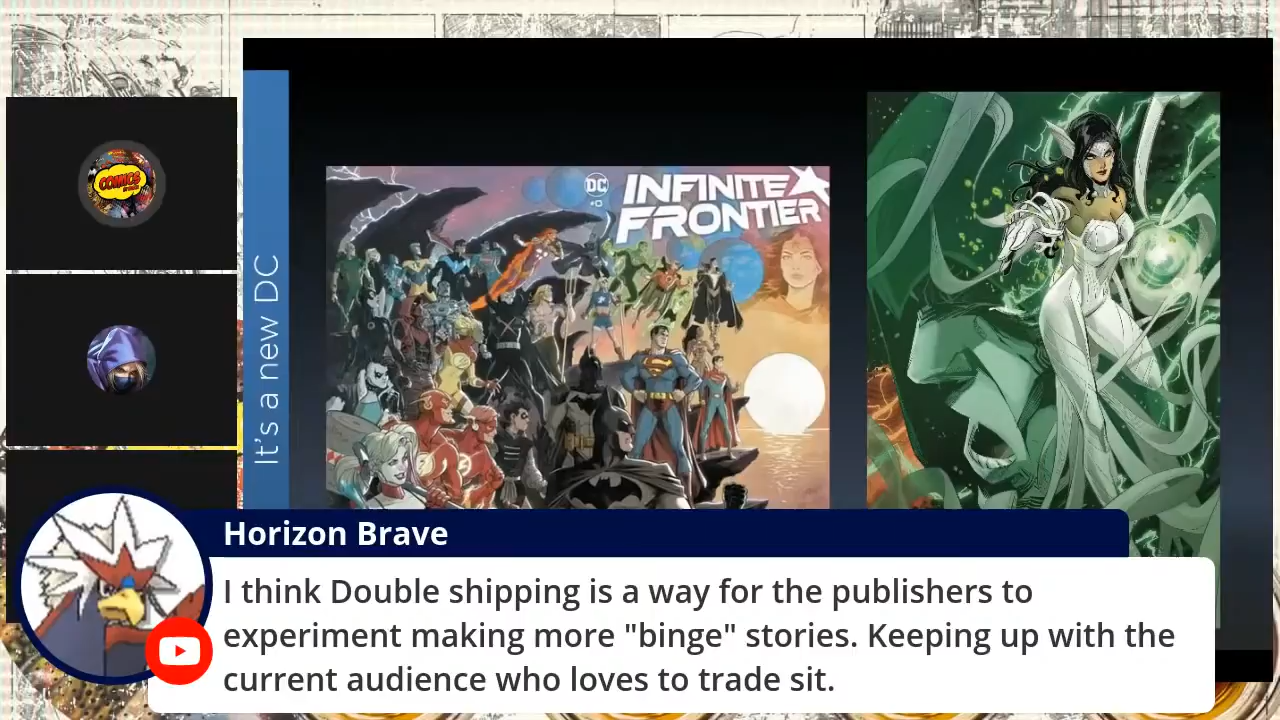 COMICS
It's a new DC
DC
#0
INFINITE
FRONTIER
Horizon Brave
I think Double shipping is a way for the publishers to
experiment making more "binge" stories. Keeping up with the
current audience who loves to trade sit.